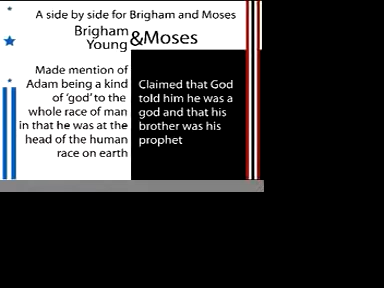 A side by side for Brigham and Moses
Brigham
Young
&Moses
Made mention of
Adam being a kind
of 'god' to the
whole race of man
in that he was at the
head of the human
race on earth
Claimed that God
told him he was a
god and that his
brother was his
prophet